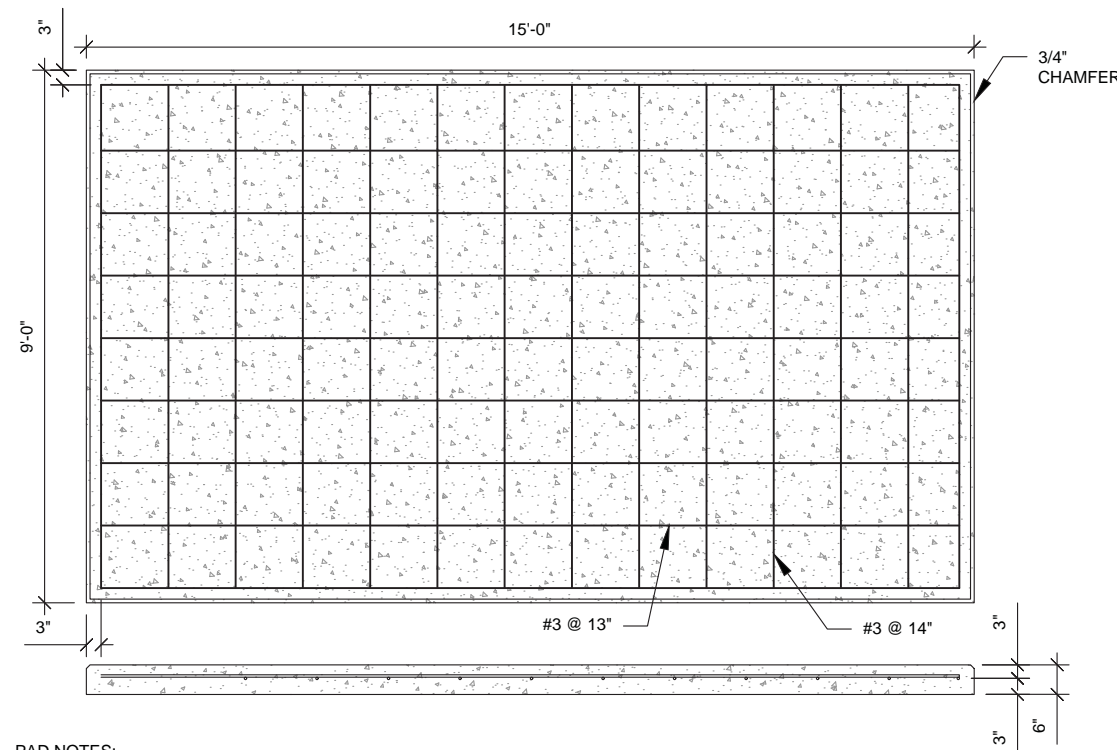 3"
15'-0"
3/4"
CHAMFER
9'-0"
3"
#3 @ 13"
#3 @ 14"
3"
3"
6"
PAD NOTES: